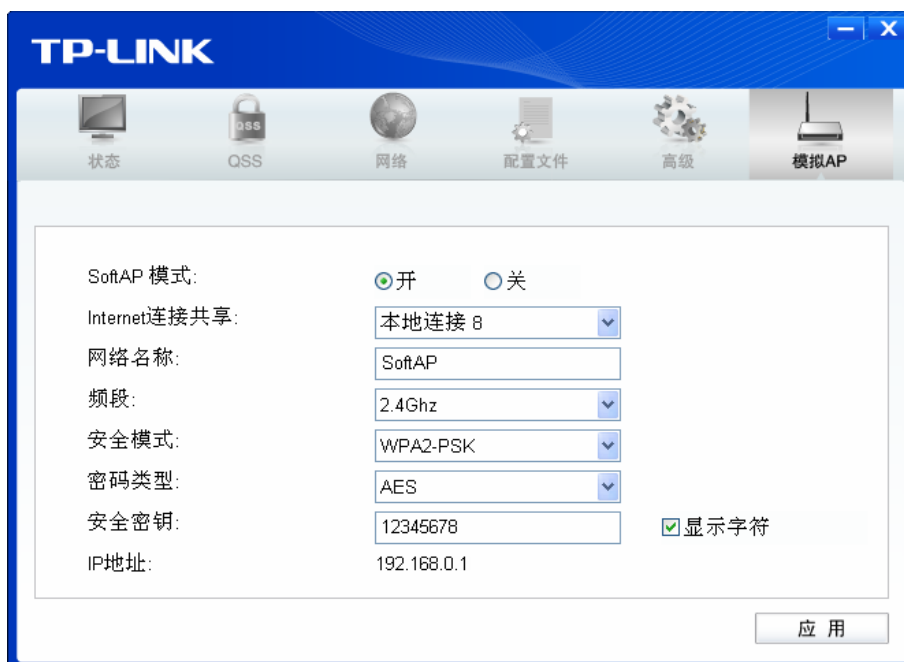 TP-LINK
QSS
状态 QSS 网络 配置文件 高级 模拟AP
SoftAP 模式: 开 关
Internet连接共享: 本地连接 8
网络名称: SoftAP
频段: 2.4Ghz
安全模式: WPA2-PSK
密码类型: AES
安全密钥: 12345678 显示字符
IP地址: 192.168.0.1
应 用